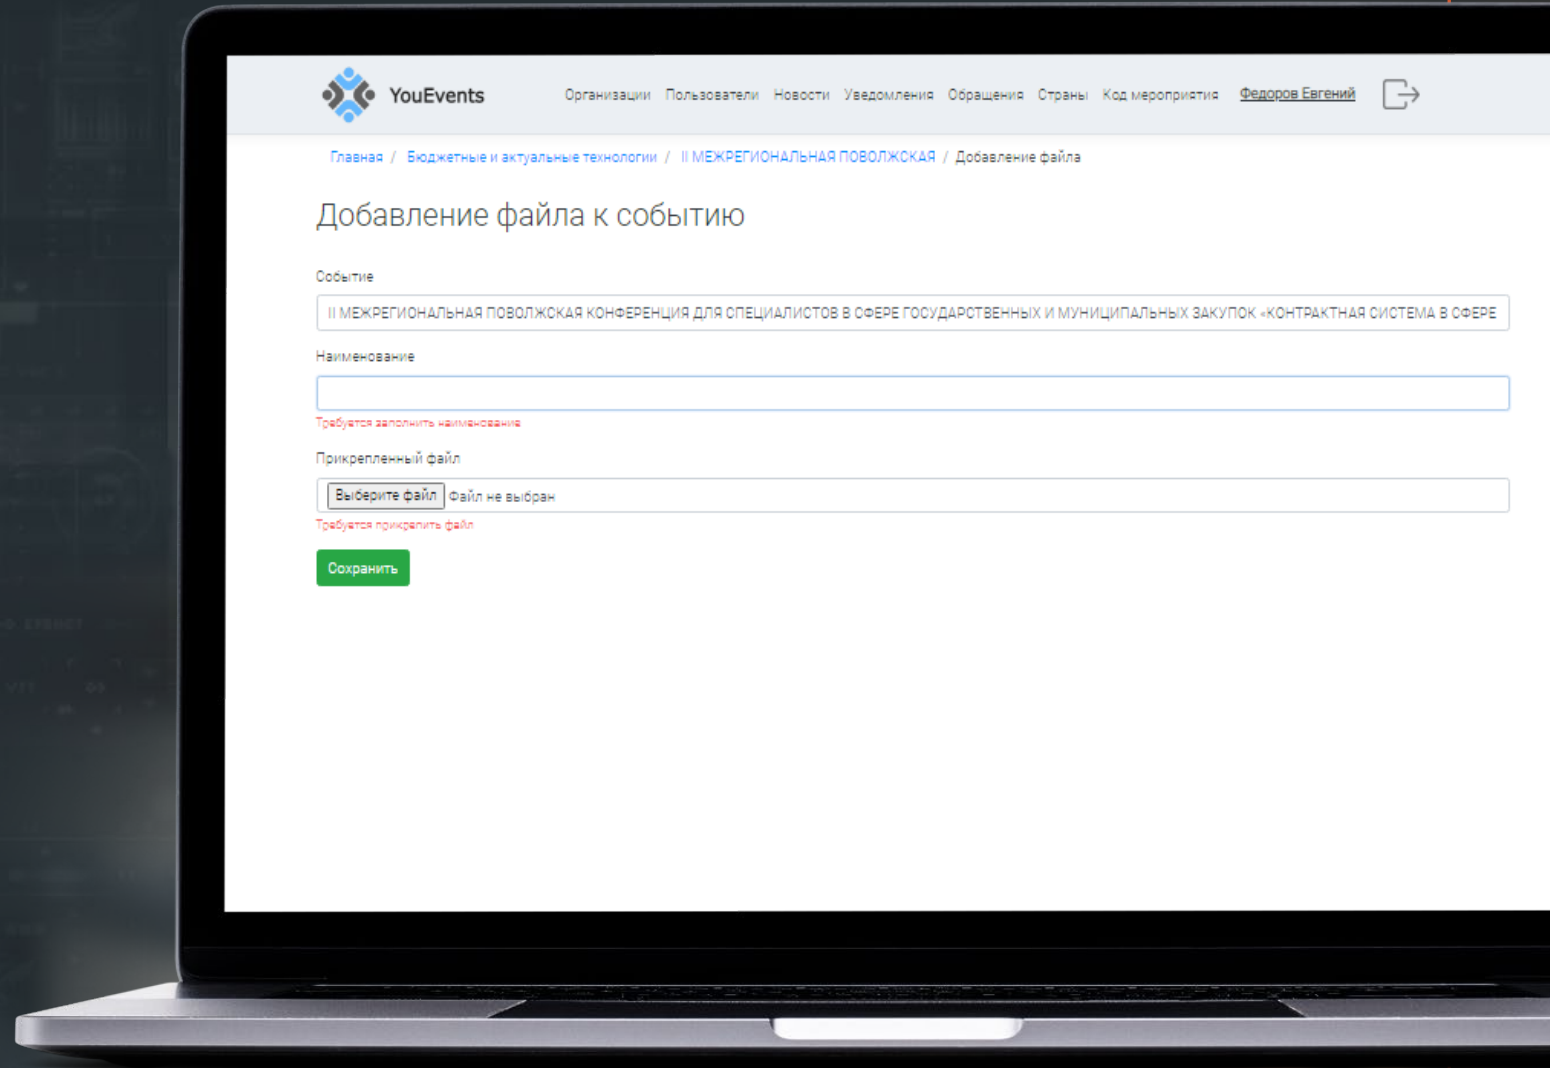 YouEvents
Организации Пользователи Новости Уведомления Обращения Страны Код мероприятия Федоров Евгений
Главная / Бюджетные и актуальные технологии / II МЕЖРЕГИОНАЛЬНАЯ ПОВОЛЖСКАЯ / Добавление файла
Добавление файла к событию
Событие
II МЕЖРЕГИОНАЛЬНАЯ ПОВОЛЖСКАЯ КОНФЕРЕНЦИЯ ДЛЯ СПЕЦИАЛИСТОВ В СФЕРЕ ГОСУДАРСТВЕННЫХ И МУНИЦИПАЛЬНЫХ ЗАКУПОК «КОНТРАКТНАЯ СИСТЕМА В СФЕРЕ
Наименование
Требуется заполнить наименование
Прикрепленный файл
Выберите файл Файл не выбран
Требуется прикрепить файл
Сохранить